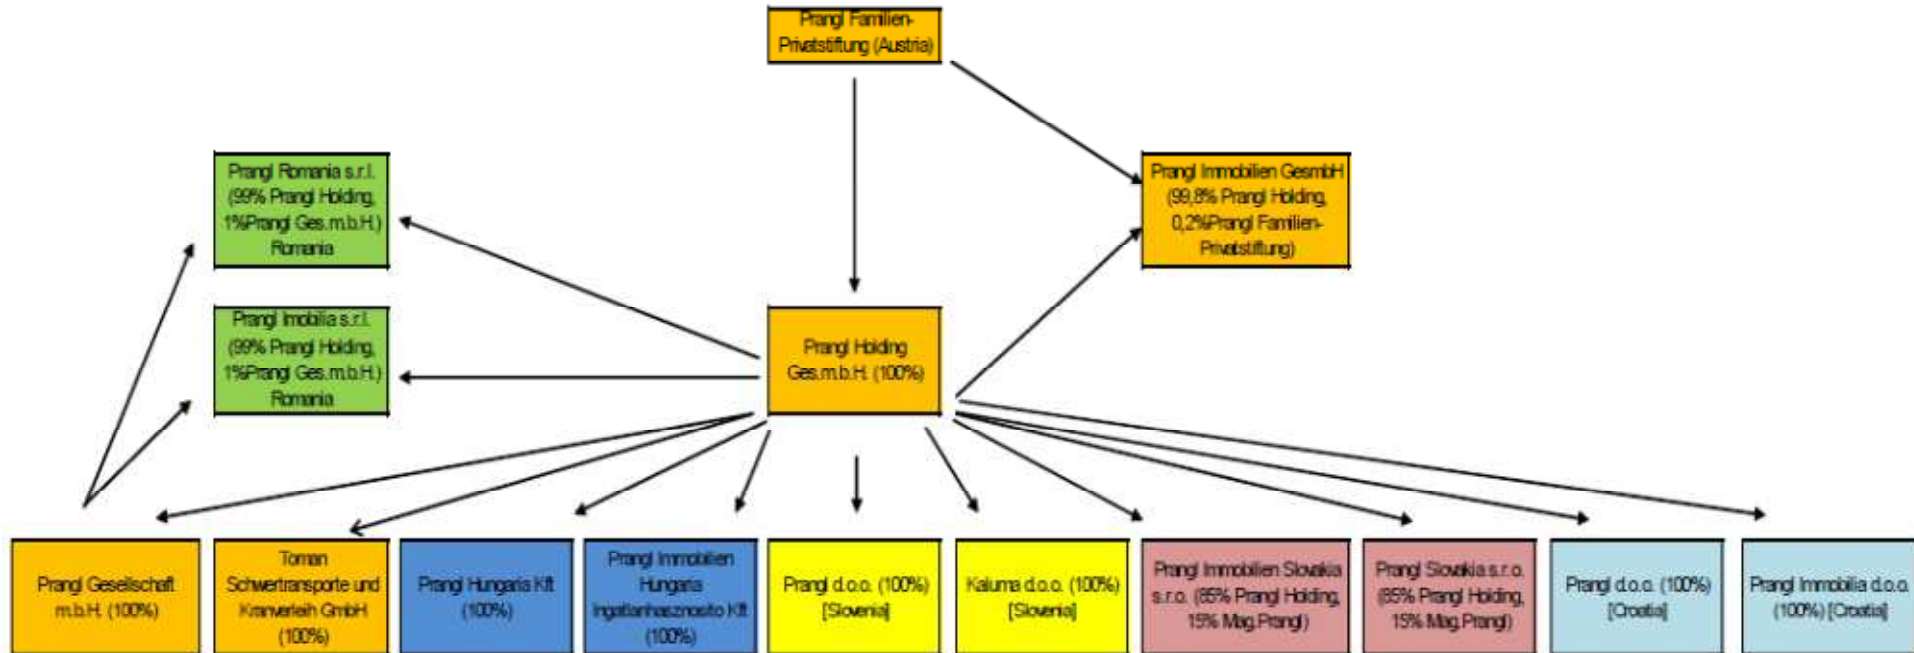 Prangl Familien-
Privatstiftung (Austria)
Prangl Romania s.r.l.
(99% Prangl Holding,
1%Prangl Ges.m.b.H.)
Romania
Prangl Immobilien GesmbH
(99,8% Prangl Holding,
0,2%Prangl Familien-
Privatstiftung)
Prangl Imobilia s.r.l.
(99% Prangl Holding,
1%Prangl Ges.m.b.H.)
Romania
Prangl Holding
Ges.m.b.H. (100%)
Prangl Gesellschaft
m.b.H. (100%)
Toman
Schwertransporte und
Kranverleih GmbH
(100%)
Prangl Hungaria Kft
(100%)
Prangl Immobilien
Hungaria
Ingatlanhasznosito Kft
(100%)
Prangl d.o.o. (100%)
[Slovenia]
Kaluma d.o.o. (100%)
[Slovenia]
Prangl Immobilien Slovakia
s.r.o. (85% Prangl Holding,
15% Mag.Prangl)
Prangl Slovakia s.r.o.
(85% Prangl Holding,
15% Mag.Prangl)
Prangl d.o.o. (100%)
[Croatia]
Prangl Immobilia d.o.o.
(100%) [Croatia]